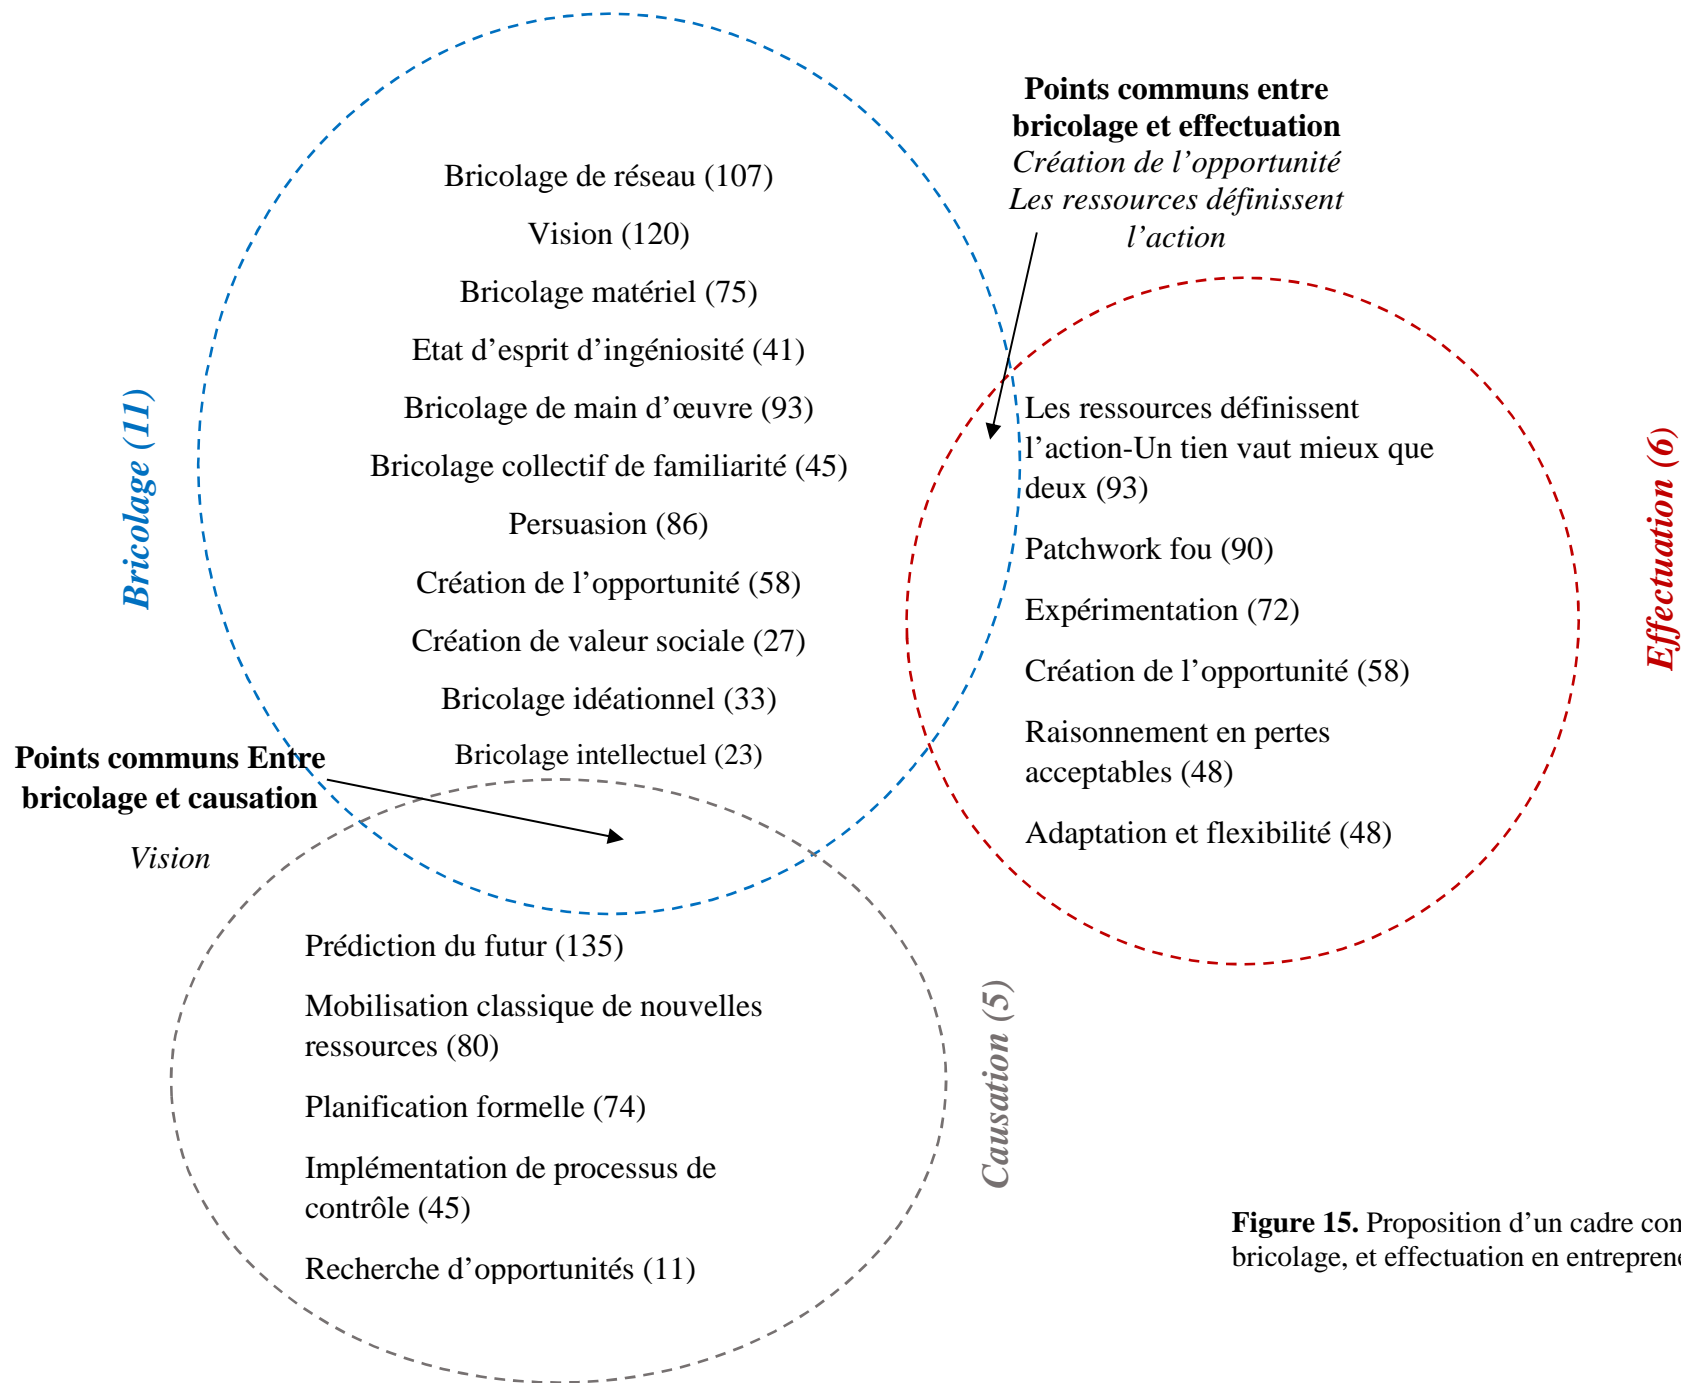 Points communs entre
bricolage et effectuation
Création de l’opportunité
Les ressources définissent
l’action
Bricolage (11)
Bricolage de réseau (107)
Vision (120)
Bricolage matériel (75)
Etat d’esprit d’ingéniosité (41)
Bricolage de main d’œuvre (93)
Bricolage collectif de familiarité (45)
Persuasion (86)
Création de l’opportunité (58)
Création de valeur sociale (27)
Bricolage idéationnel (33)
Bricolage intellectuel (23)
Effectuation (6)
Les ressources définissent
l’action-Un tien vaut mieux que
deux (93)
Patchwork fou (90)
Expérimentation (72)
Création de l’opportunité (58)
Raisonnement en pertes
acceptables (48)
Adaptation et flexibilité (48)
Points communs Entre
bricolage et causation
Vision
Causation (5)
Prédiction du futur (135)
Mobilisation classique de nouvelles
ressources (80)
Planification formelle (74)
Implémentation de processus de
contrôle (45)
Recherche d’opportunités (11)
Figure 15. Proposition d’un cadre con
bricolage, et effectuation en entreprene